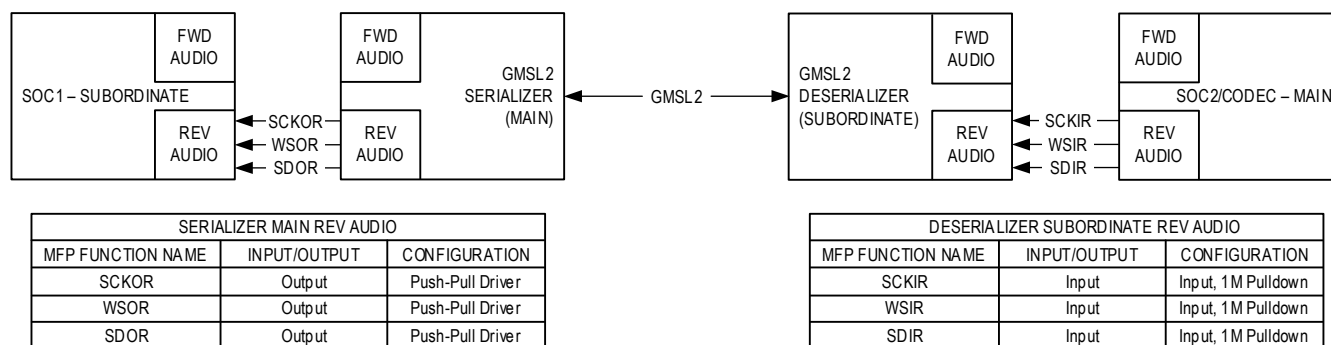 FWD AUDIO
SOC1 – SUBORDINATE
REV AUDIO
SCKOR
WSOR
SDOR
FWD AUDIO
GMSL2 SERIALIZER (MAIN)
REV AUDIO
GMSL2
FWD AUDIO
GMSL2 DESERIALIZER (SUBORDINATE)
REV AUDIO
SCKIR
WSIR
SDIR
FWD AUDIO
SOC2/CODEC – MAIN
REV AUDIO
SERIALIZER MAIN REV AUDIO
MFP FUNCTION NAME INPUT/OUTPUT CONFIGURATION
SCKOR Output Push-Pull Driver
WSOR Output Push-Pull Driver
SDOR Output Push-Pull Driver
DESERIALIZER SUBORDINATE REV AUDIO
MFP FUNCTION NAME INPUT/OUTPUT CONFIGURATION
SCKIR Input Input, 1M Pulldown
WSIR Input Input, 1M Pulldown
SDIR Input Input, 1M Pulldown